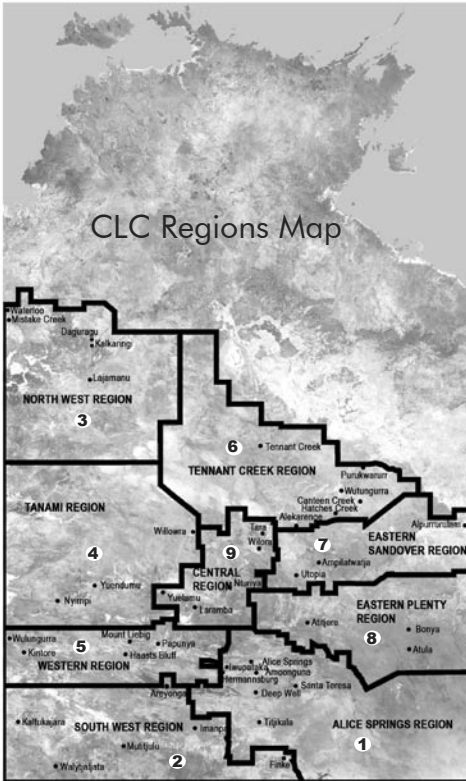 CLC Regions Map
Waterloo
Mistake Creek
Daguragu
Kalkaringi
Lajamanu
NORTH WEST REGION
3
6
Tennant Creek
TENNANT CREEK REGION
Purukwarurr
Wutungurra
Canteen Creek
Hatches Creek
Alekarenge
Alpurrurulam
TANAMI REGION
Willowra
Tara
Wilora
7
EASTERN
SANDOVER REGION
4
9
Ampilatwatja
CENTRAL
REGION
Utopia
Yuendumu
Nturiya
Nyirripi
Yuelamu
Laramba
EASTERN PLENTY
REGION
Atitjere
8
Bonya
Atula
Wulungurra
5
Mount Liebig
Papunya
Kintore
Haasts Bluff
WESTERN REGION
Iwupataka
Alice Springs
Amoonguna
Hermannsburg
Areyonga
Santa Teresa
Deep Well
Kaltukajara
SOUTH WEST REGION
Imanpa
Titjikala
ALICE SPRINGS REGION
Mutitjulu
2
1
Walytjatjata
Finke